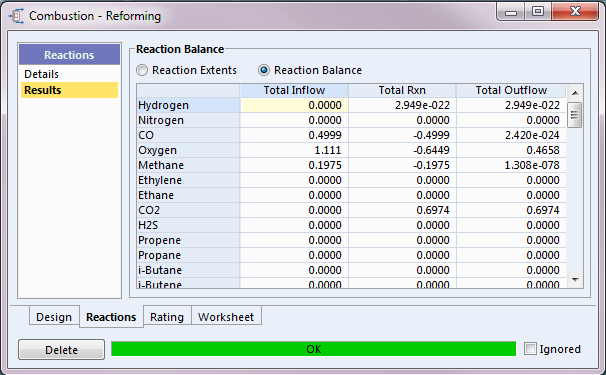 Combustion - Reforming
Reactions
Details
Results
Reaction Balance
Reaction Extents Reaction Balance
Total Inflow Total Rxn Total Outflow
Hydrogen 0.0000 2.949e-022 2.949e-022
Nitrogen 0.0000 0.0000 0.0000
CO 0.4999 -0.4999 2.420e-024
Oxygen 1.111 -0.6449 0.4658
Methane 0.1975 -0.1975 1.308e-078
Ethylene 0.0000 0.0000 0.0000
Ethane 0.0000 0.0000 0.0000
CO2 0.0000 0.6974 0.6974
H2S 0.0000 0.0000 0.0000
Propene 0.0000 0.0000 0.0000
Propane 0.0000 0.0000 0.0000
i-Butane 0.0000 0.0000 0.0000
i-Butene 0.0000 0.0000 0.0000
Design Reactions Rating Worksheet
Delete OK Ignored